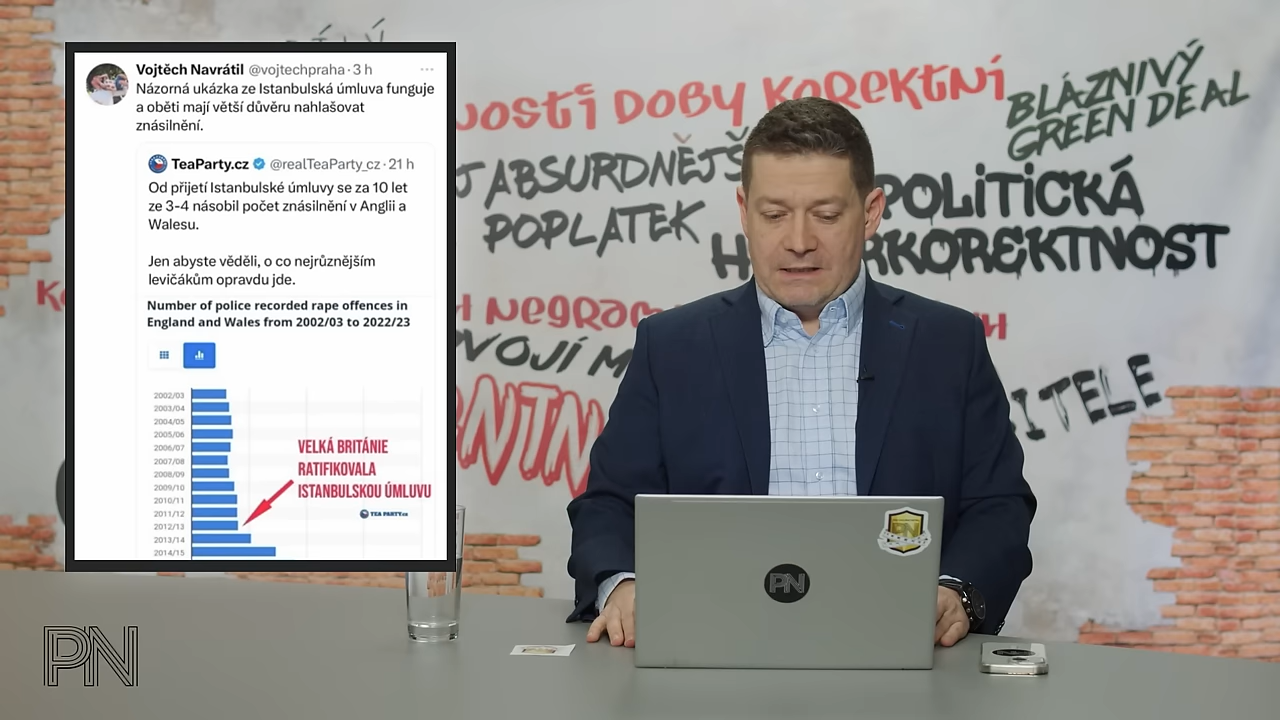 Vojtěch Navrátil @vojtechpraha · 3 h
Názorná ukázka ze Istanbulská úmluva funguje
a oběti mají větší důvěru nahlašovat
znásilnění.
TeaParty.cz @realTeaParty_cz · 21 h
Od přijetí Istanbulské úmluvy se za 10 let
ze 3-4 násobil počet znásilnění v Anglii a
Walesu.
Jen abyste věděli, o co nejrůznějším
levičákům opravdu jde.
Number of police recorded rape offences in
England and Wales from 2002/03 to 2022/23
2002/03
2003/04
2004/05
2005/06
2006/07
2007/08
2008/09
2009/10
2010/11
2011/12
2012/13
2013/14
2014/15
VELKÁ BRITÁNIE
RATIFIKOVALA
ISTANBULSKOU ÚMLUVU
TEA PARTY.cz
DOBY KOREKTNÍ
BLÁZNIVÝ
GREEN DEAL
POPLATEK
POLITICKÁ
PN
PN
PN